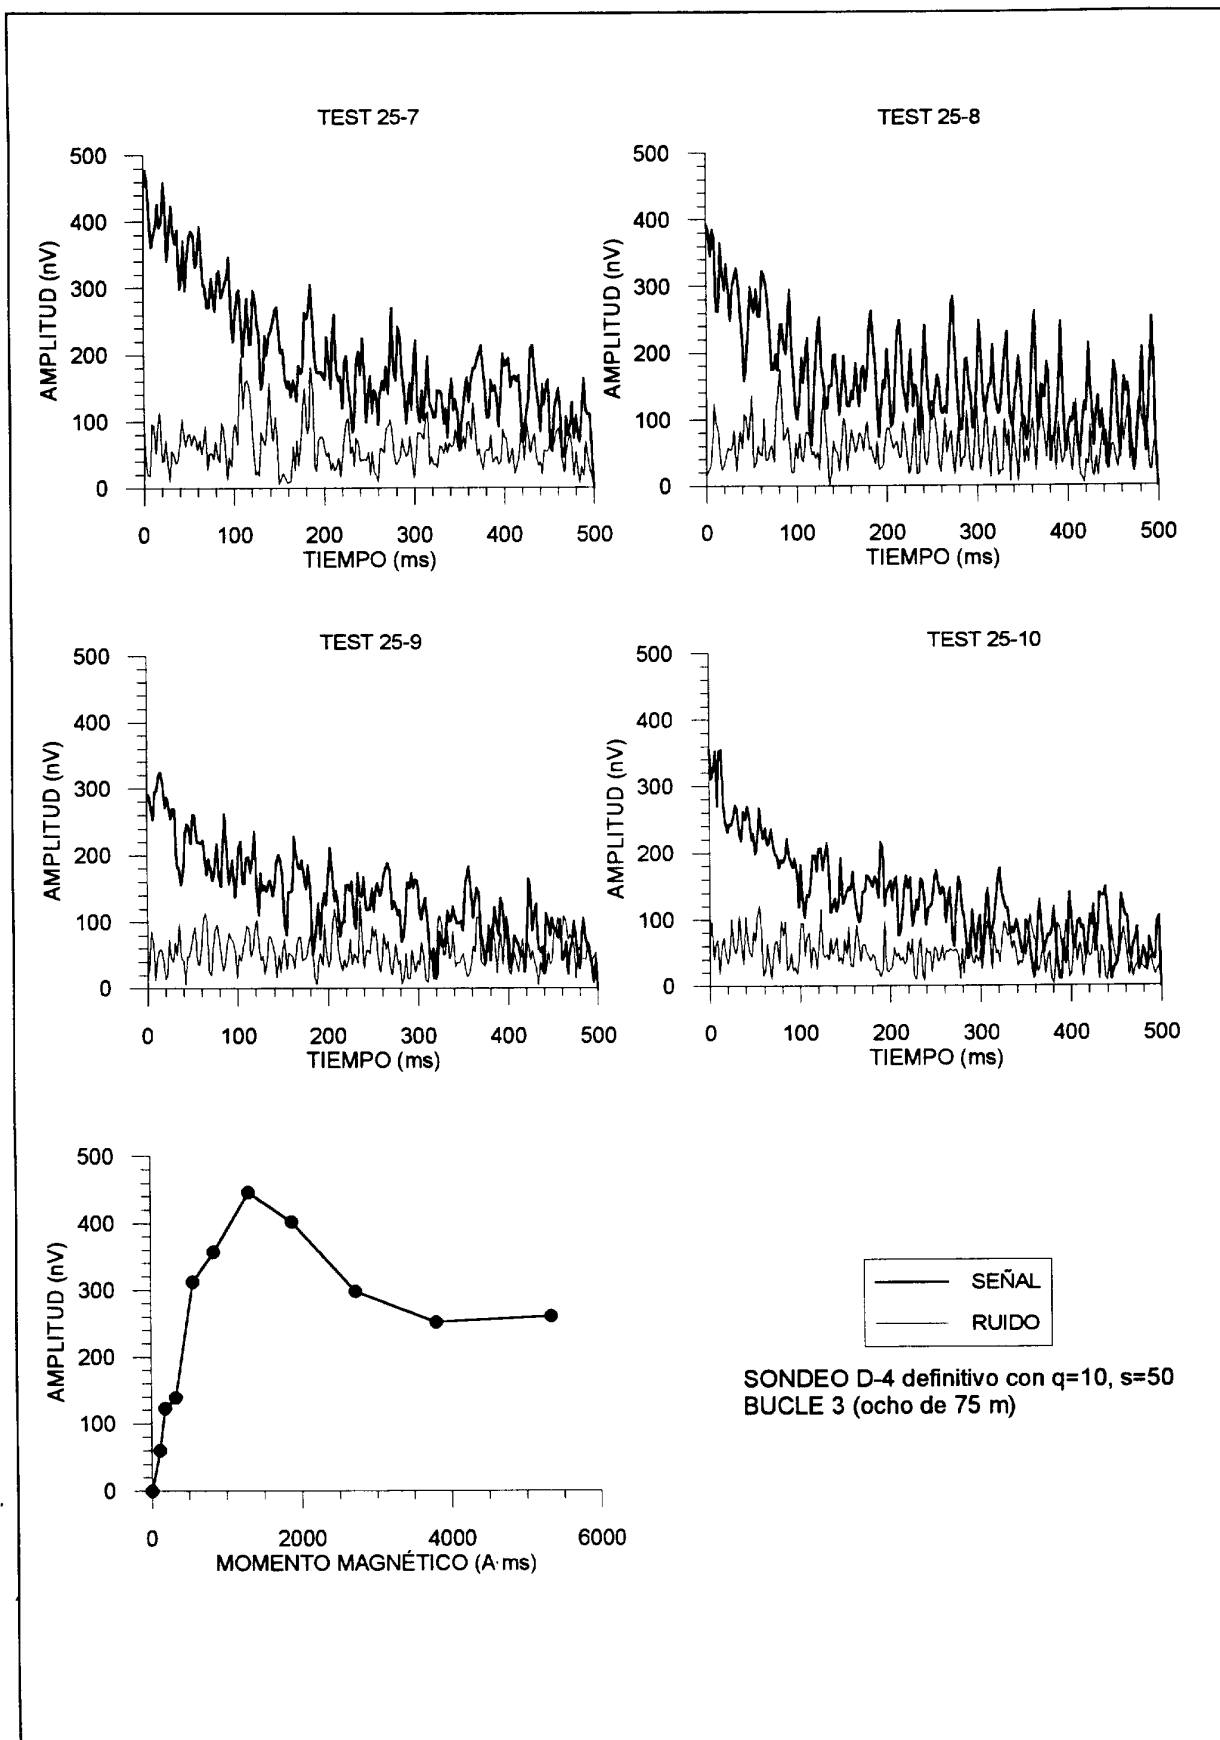 TEST 25-7
500
400
300
200
100
0
AMPLITUD (nV)
0 100 200 300 400 500
TIEMPO (ms)
TEST 25-8
500
400
300
200
100
0
AMPLITUD (nV)
0 100 200 300 400 500
TIEMPO (ms)
TEST 25-9
500
400
300
200
100
0
AMPLITUD (nV)
0 100 200 300 400 500
TIEMPO (ms)
TEST 25-10
500
400
300
200
100
0
AMPLITUD (nV)
0 100 200 300 400 500
TIEMPO (ms)
500
400
300
200
100
0
AMPLITUD (nV)
0 2000 4000 6000
MOMENTO MAGNÉTICO (A·ms)
SEÑAL
RUIDO
SONDEO D-4 definitivo con q=10, s=50
BUCLE 3 (ocho de 75 m)